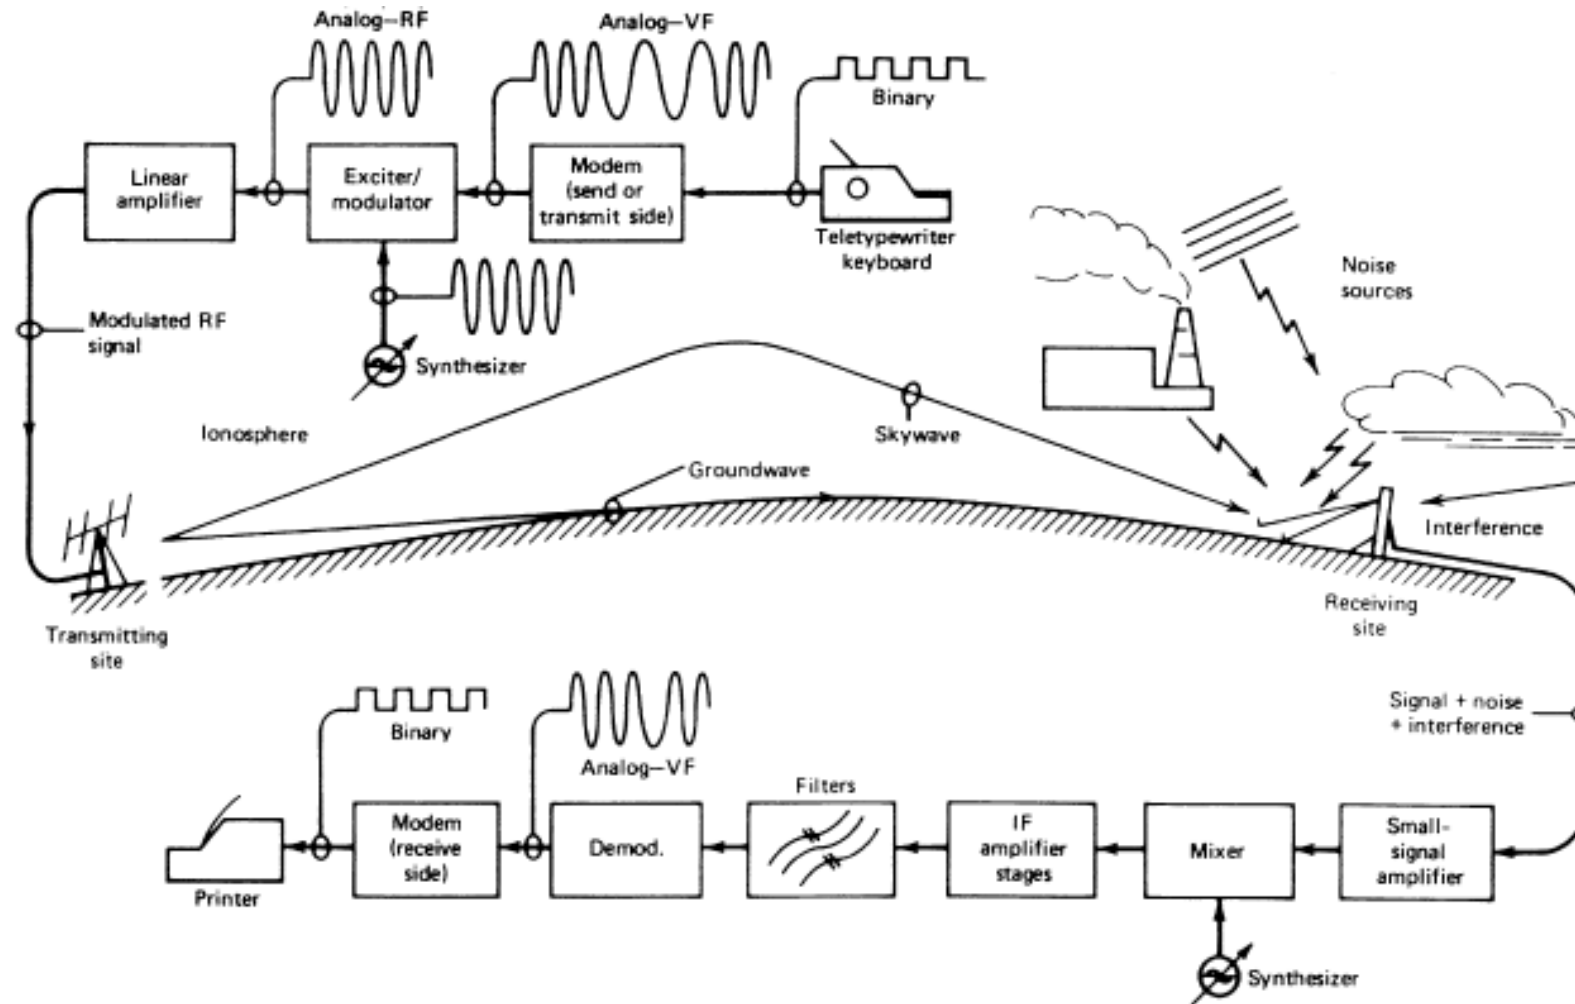 Analog–RF
Analog–VF
Binary
Linear
amplifier
Exciter/
modulator
Modem
(send or
transmit side)
Teletypewriter
keyboard
Noise
sources
Modulated RF
signal
Synthesizer
Ionosphere
Skywave
Groundwave
Interference
Transmitting
site
Receiving
site
Signal + noise
+ interference
Binary
Analog–VF
Filters
Printer
Modem
(receive
side)
Demod.
IF
amplifier
stages
Mixer
Small-
signal
amplifier
Synthesizer